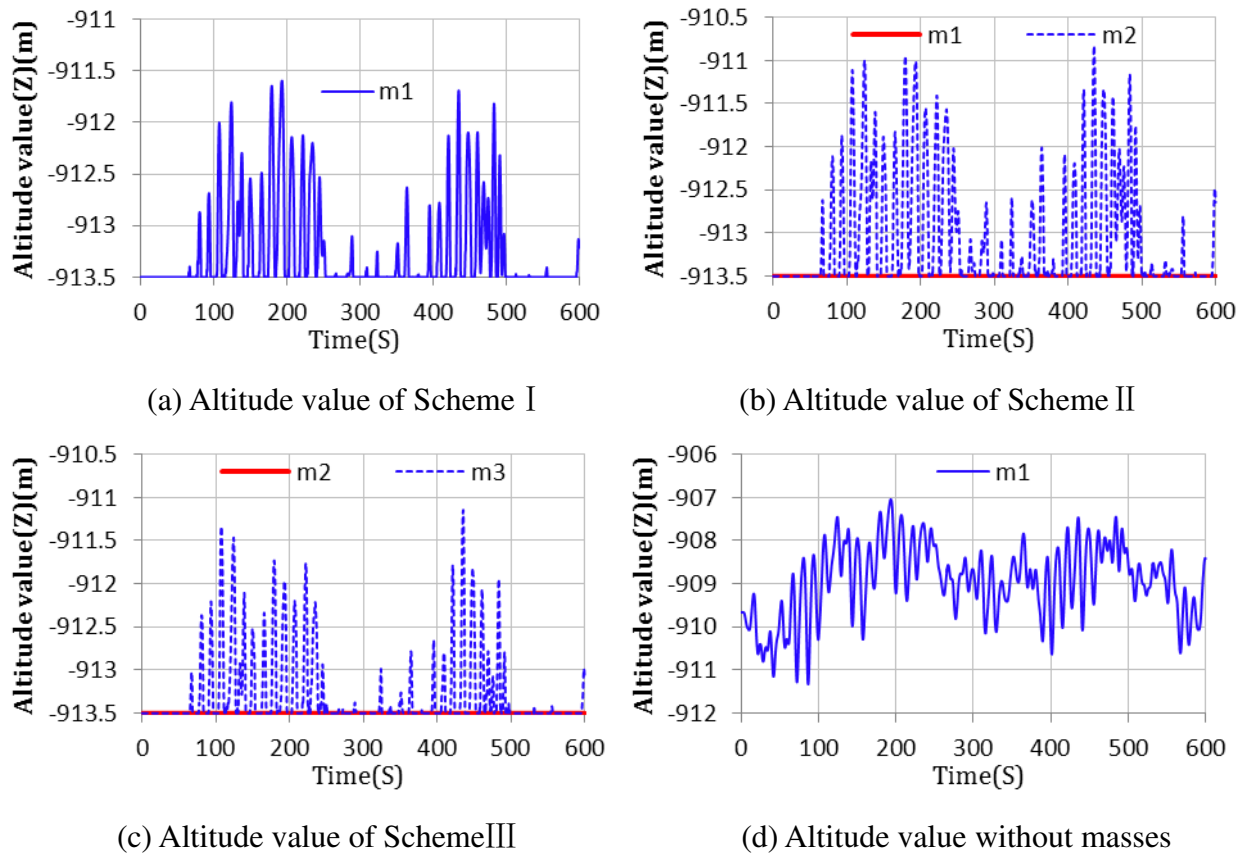 Altitude value(Z)(m)
-911
-911.5
-912
-912.5
-913
-913.5
m1
0 100 200 300 400 500 600
Time(S)
(a) Altitude value of Scheme Ⅰ
Altitude value(Z)(m)
-910.5
-911
-911.5
-912
-912.5
-913
-913.5
m1 m2
0 100 200 300 400 500 600
Time(S)
(b) Altitude value of Scheme Ⅱ
Altitude value(Z)(m)
-910.5
-911
-911.5
-912
-912.5
-913
-913.5
m2 m3
0 100 200 300 400 500 600
Time(S)
(c) Altitude value of SchemeⅢ
Altitude value(Z)(m)
-906
-907
-908
-909
-910
-911
-912
m1
0 100 200 300 400 500 600
Time(S)
(d) Altitude value without masses